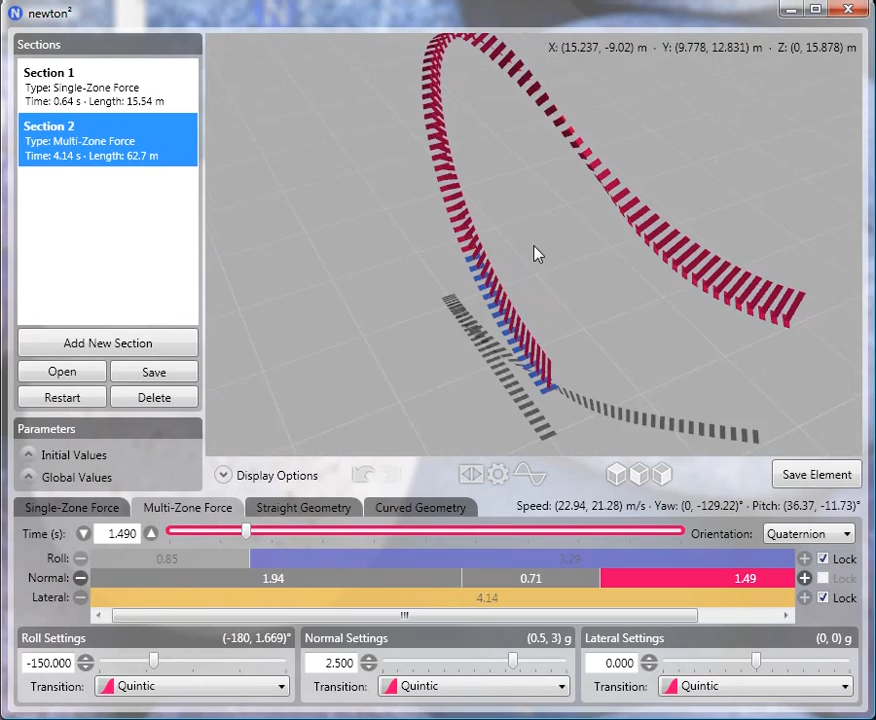 newton²
Sections
X: (15.237, -9.02) m · Y: (9.778, 12.831) m · Z: (0, 15.878) m
Section 1
Type: Single-Zone Force
Time: 0.64 s · Length: 15.54 m
Section 2
Type: Multi-Zone Force
Time: 4.14 s · Length: 62.7 m
Add New Section
Open Save
Restart Delete
Parameters
Initial Values
Global Values
Display Options
Save Element
Single-Zone Force Multi-Zone Force Straight Geometry Curved Geometry
Speed: (22.94, 21.28) m/s · Yaw: (0, -129.22)° · Pitch: (36.37, -11.73)°
Time (s): 1.490 Orientation: Quaternion
Roll: 0.85 3.29 Lock
Normal: 1.94 0.71 1.49 Lock
Lateral: 4.14 Lock
Roll Settings (-180, 1.669)° Normal Settings (0.5, 3) g Lateral Settings (0, 0) g
-150.000 2.500 0.000
Transition: Quintic Transition: Quintic Transition: Quintic